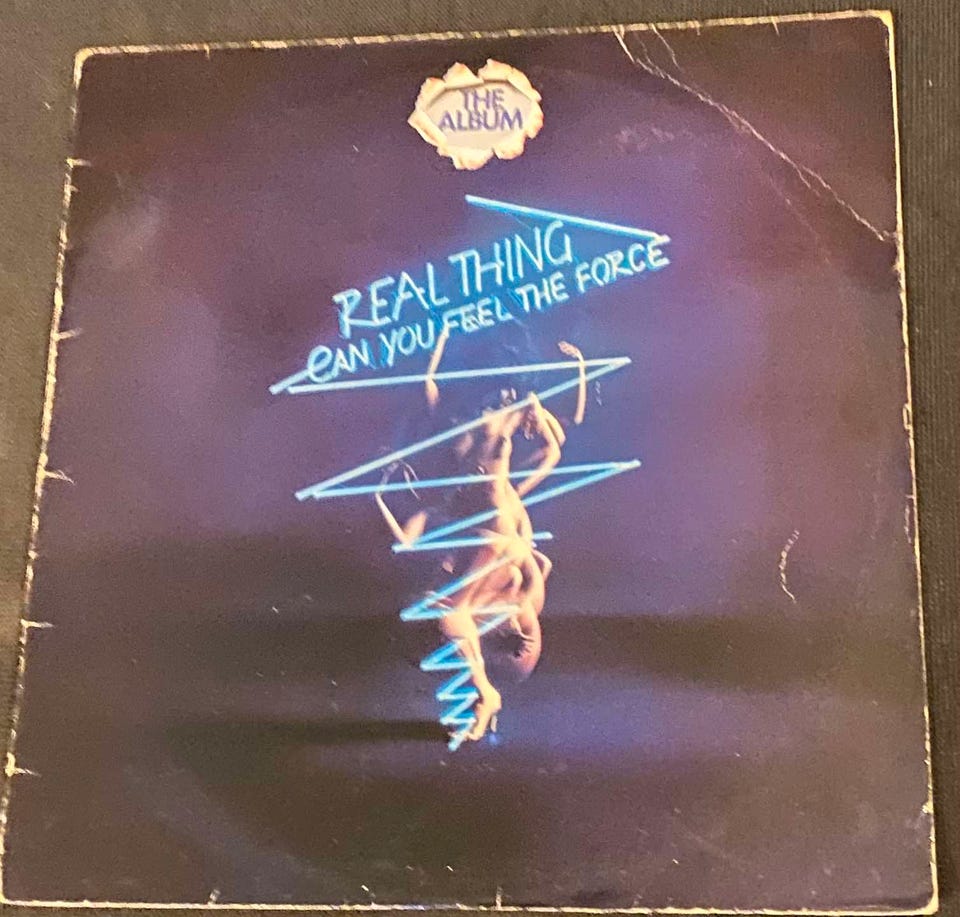 THE
ALBUM
REAL THING
CAN YOU FEEL THE FORCE